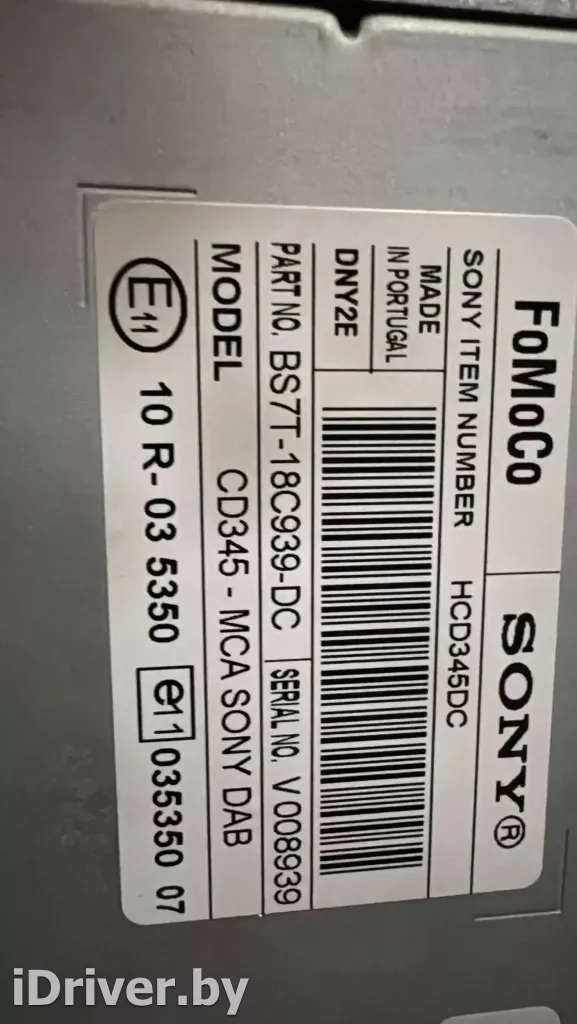 FoMoCo SONY®
SONY ITEM NUMBER HCD345DC
MADE
IN PORTUGAL
DNY2E
PART NO. BS7T-18C939-DC SERIAL NO. V 008939
MODEL CD345 - MCA SONY DAB
E11 10 R- 03 5350 e11 035350 07
iDriver.by